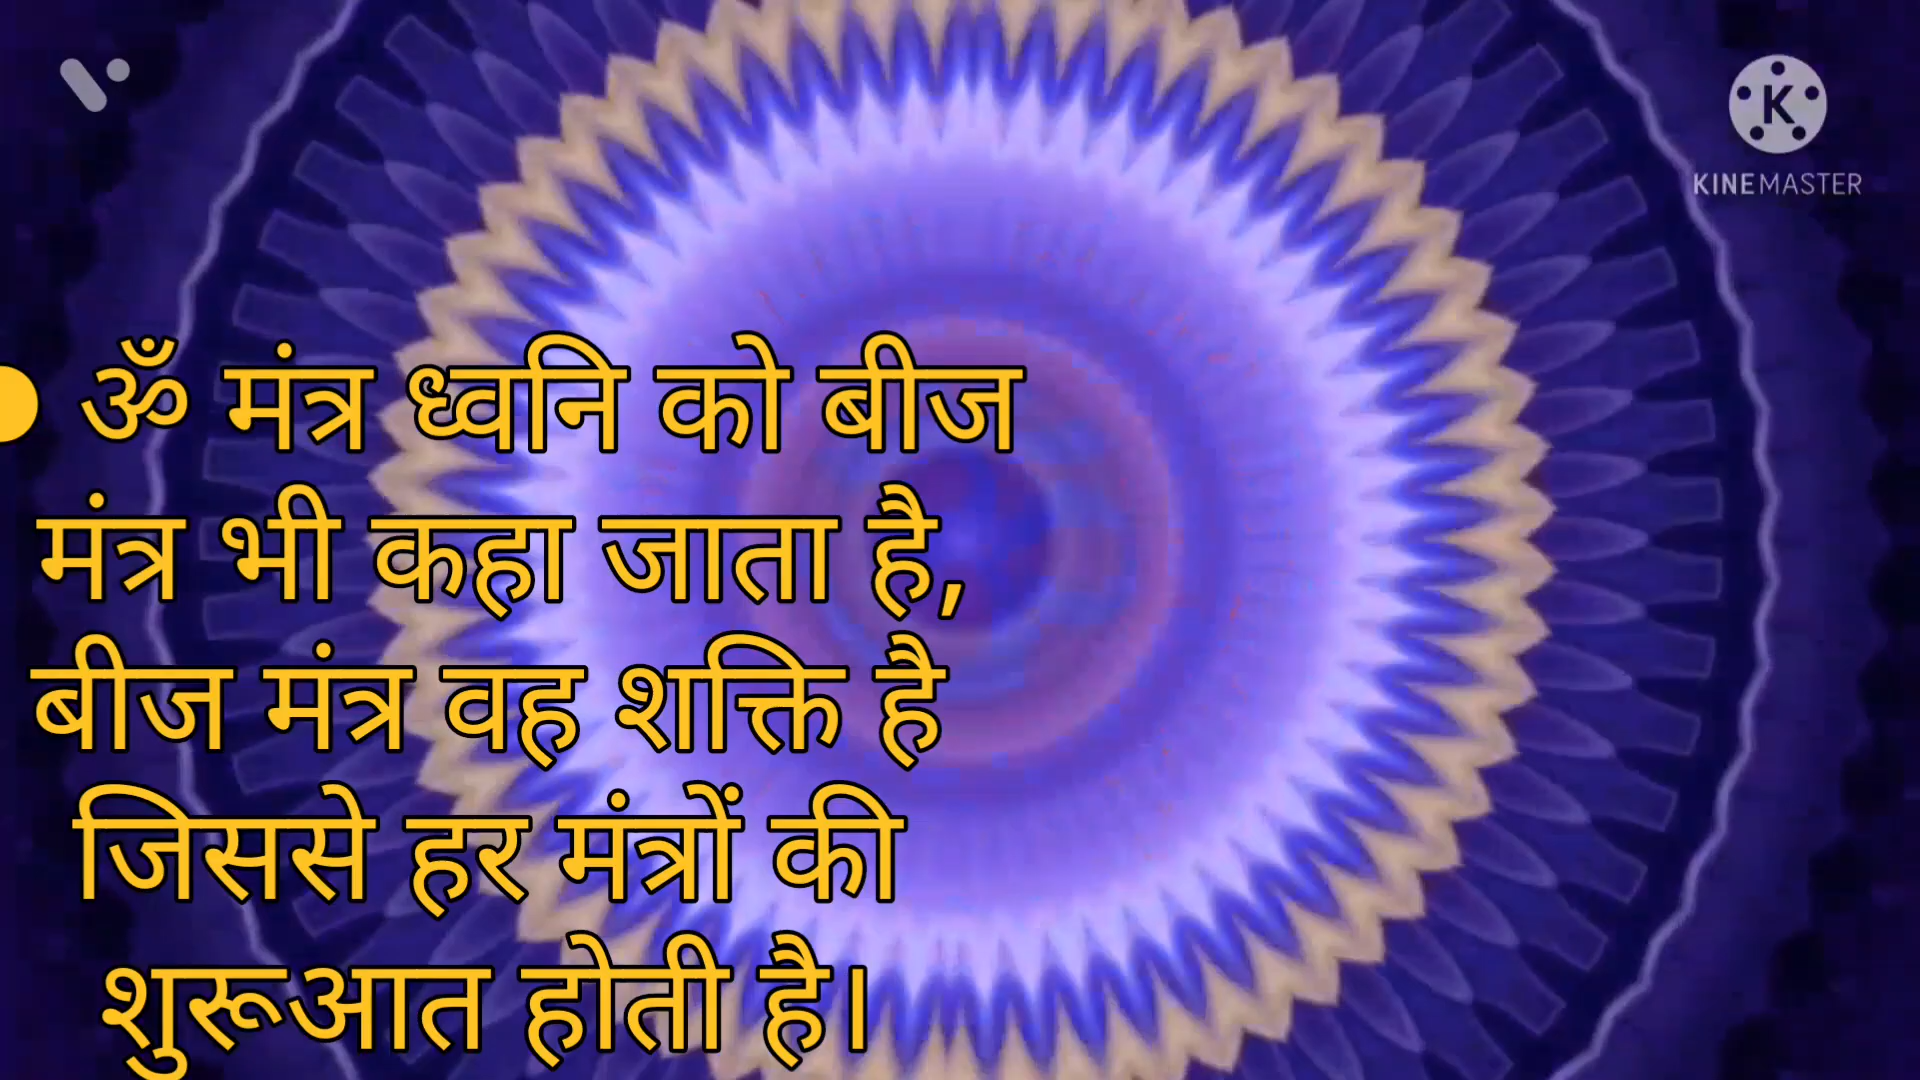 KINEMASTER
● ॐ मंत्र ध्वनि को बीज
मंत्र भी कहा जाता है,
बीज मंत्र वह शक्ति है
जिससे हर मंत्रों की
शुरूआत होती है।